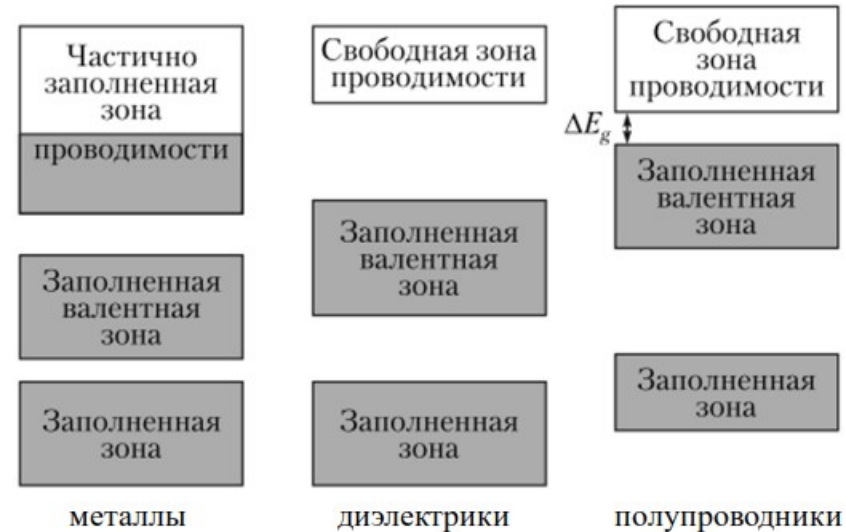 Частично
заполненная
зона
проводимости
Заполненная
валентная
зона
Заполненная
зона
металлы
Свободная зона
проводимости
Заполненная
валентная
зона
Заполненная
зона
диэлектрики
Свободная
зона
проводимости
ΔE_g
Заполненная
валентная
зона
Заполненная
зона
полупроводники